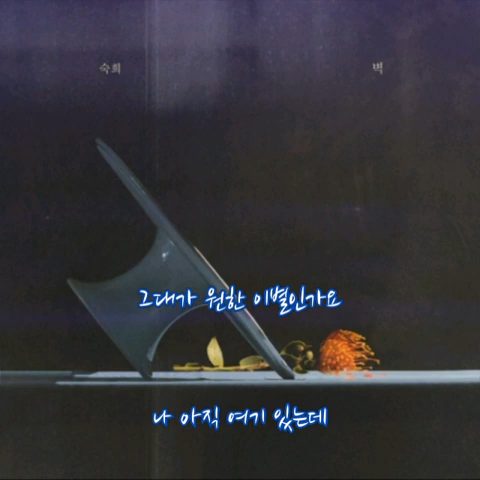 숙희
벽
그대가 원한 이별인가요
나 아직 여기 있는데